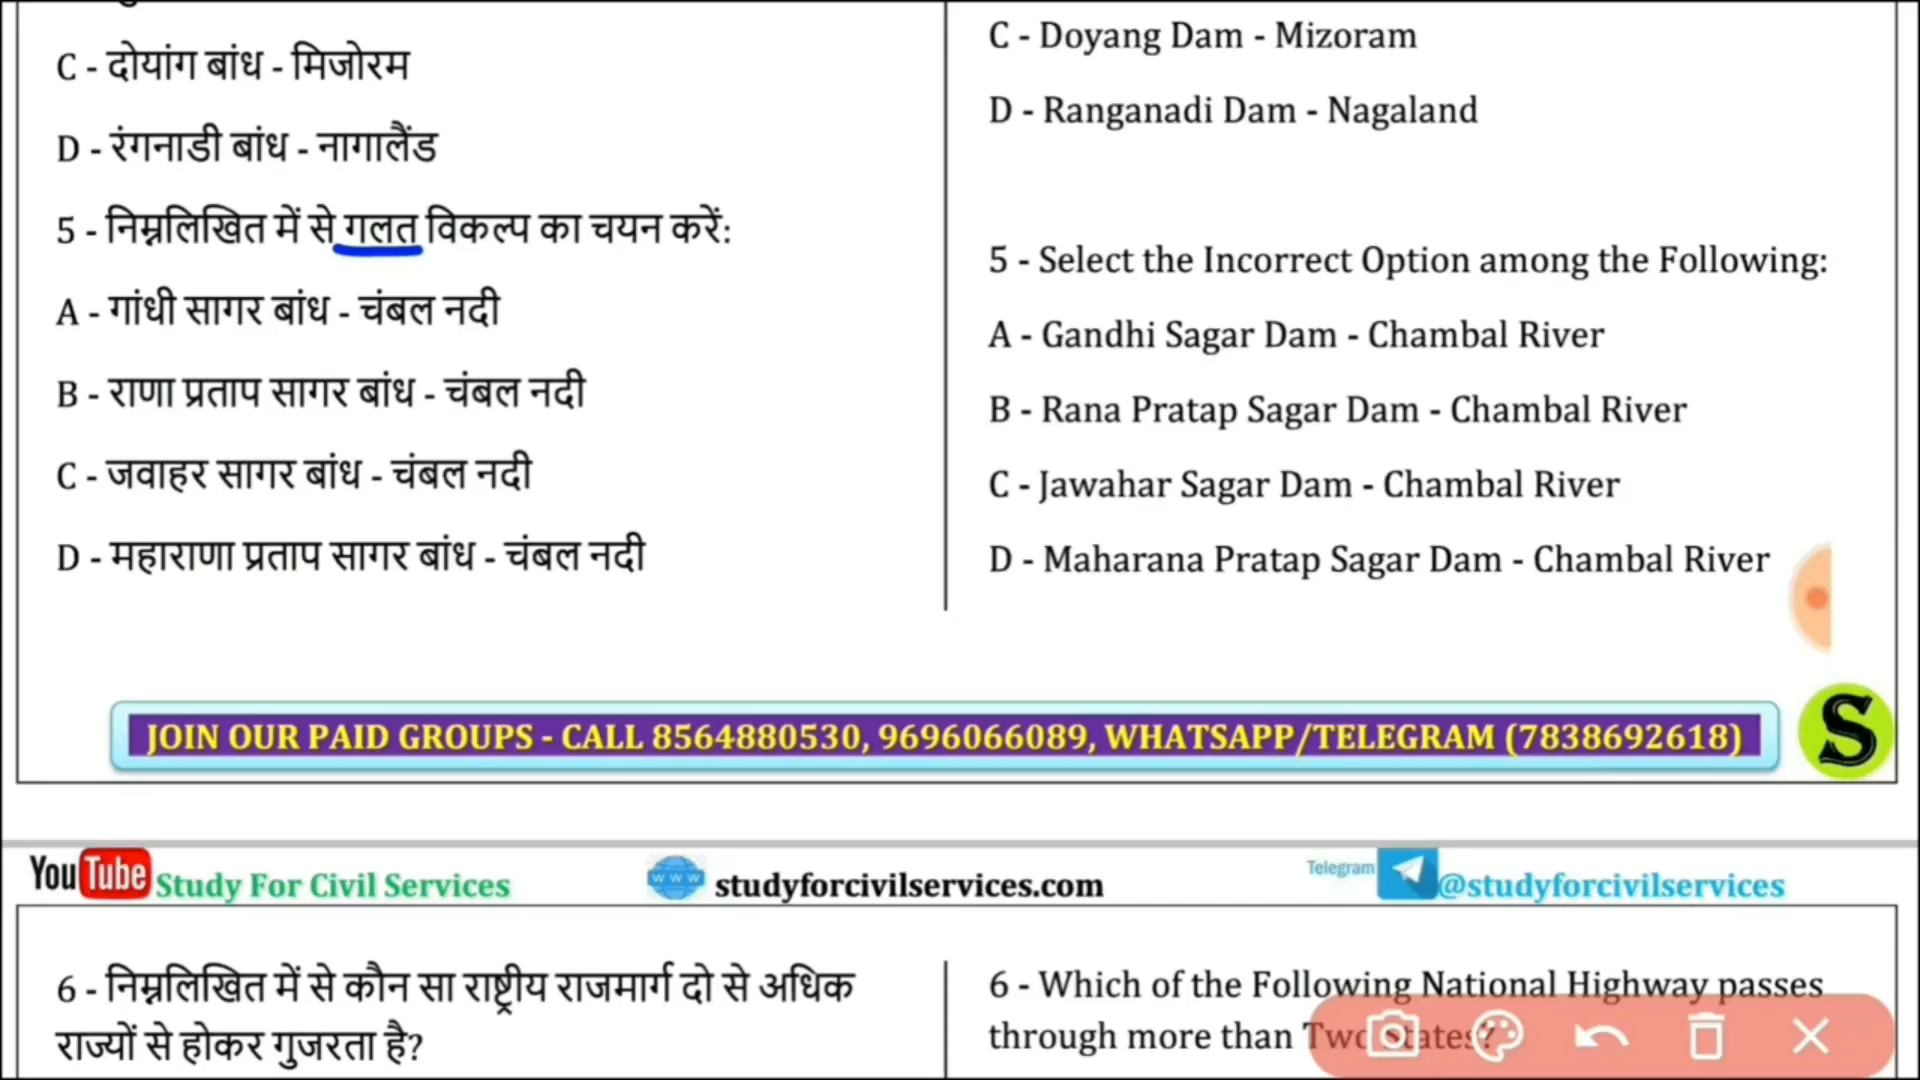 C - दोयांग बांध - मिजोरम
D - रंगनाडी बांध - नागालैंड
5 - निम्नलिखित में से गलत विकल्प का चयन करें:
A - गांधी सागर बांध - चंबल नदी
B - राणा प्रताप सागर बांध - चंबल नदी
C - जवाहर सागर बांध - चंबल नदी
D - महाराणा प्रताप सागर बांध - चंबल नदी
C - Doyang Dam - Mizoram
D - Ranganadi Dam - Nagaland
5 - Select the Incorrect Option among the Following:
A - Gandhi Sagar Dam - Chambal River
B - Rana Pratap Sagar Dam - Chambal River
C - Jawahar Sagar Dam - Chambal River
D - Maharana Pratap Sagar Dam - Chambal River
JOIN OUR PAID GROUPS - CALL 8564880530, 9696066089, WHATSAPP/TELEGRAM (7838692618)
S
YouTube Study For Civil Services
www studyforcivilservices.com
Telegram @studyforcivilservices
6 - निम्नलिखित में से कौन सा राष्ट्रीय राजमार्ग दो से अधिक
राज्यों से होकर गुजरता है?
6 - Which of the Following National Highway passes
through more than Two States?